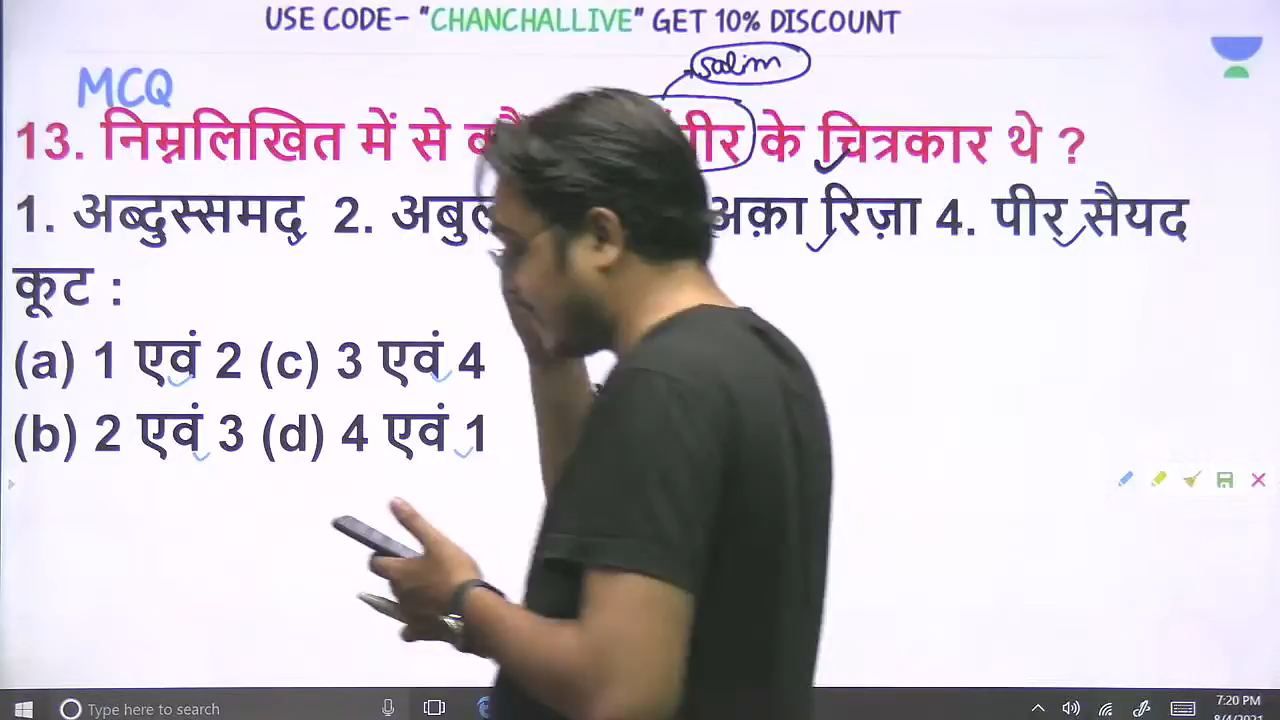 USE CODE- "CHANCHALLIVE" GET 10% DISCOUNT
salim
MCQ
13. निम्नलिखित में से के चित्रकार थे ?
1. अब्दुस्समद 2. अक़ा रिज़ा 4. पीर सैयद
कूट :
(a) 1 एवं 2 (c) 3 एवं 4
(b) 2 एवं 3 (d) 4 एवं 1
Type here to search
7:20 PM